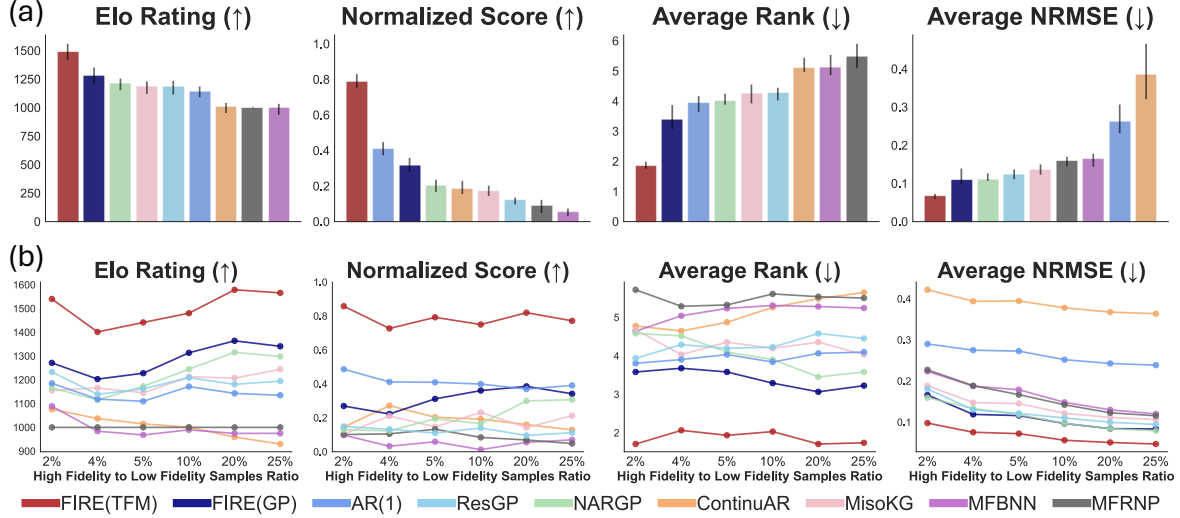 (a)
Elo Rating (↑)
Normalized Score (↑)
Average Rank (↓)
Average NRMSE (↓)
1500
1250
1000
750
500
250
0
1.0
0.8
0.6
0.4
0.2
0.0
6
5
4
3
2
1
0
0.4
0.3
0.2
0.1
0.0
(b)
Elo Rating (↑)
Normalized Score (↑)
Average Rank (↓)
Average NRMSE (↓)
1600
1500
1400
1300
1200
1100
1000
900
1.0
0.8
0.6
0.4
0.2
0.0
5
4
3
2
0.4
0.3
0.2
0.1
2% 4% 5% 10% 20% 25%
2% 4% 5% 10% 20% 25%
2% 4% 5% 10% 20% 25%
2% 4% 5% 10% 20% 25%
High Fidelity to Low Fidelity Samples Ratio
High Fidelity to Low Fidelity Samples Ratio
High Fidelity to Low Fidelity Samples Ratio
High Fidelity to Low Fidelity Samples Ratio
FIRE(TFM) FIRE(GP) AR(1) ResGP NARGP ContinuAR MisoKG MFBNN MFRNP